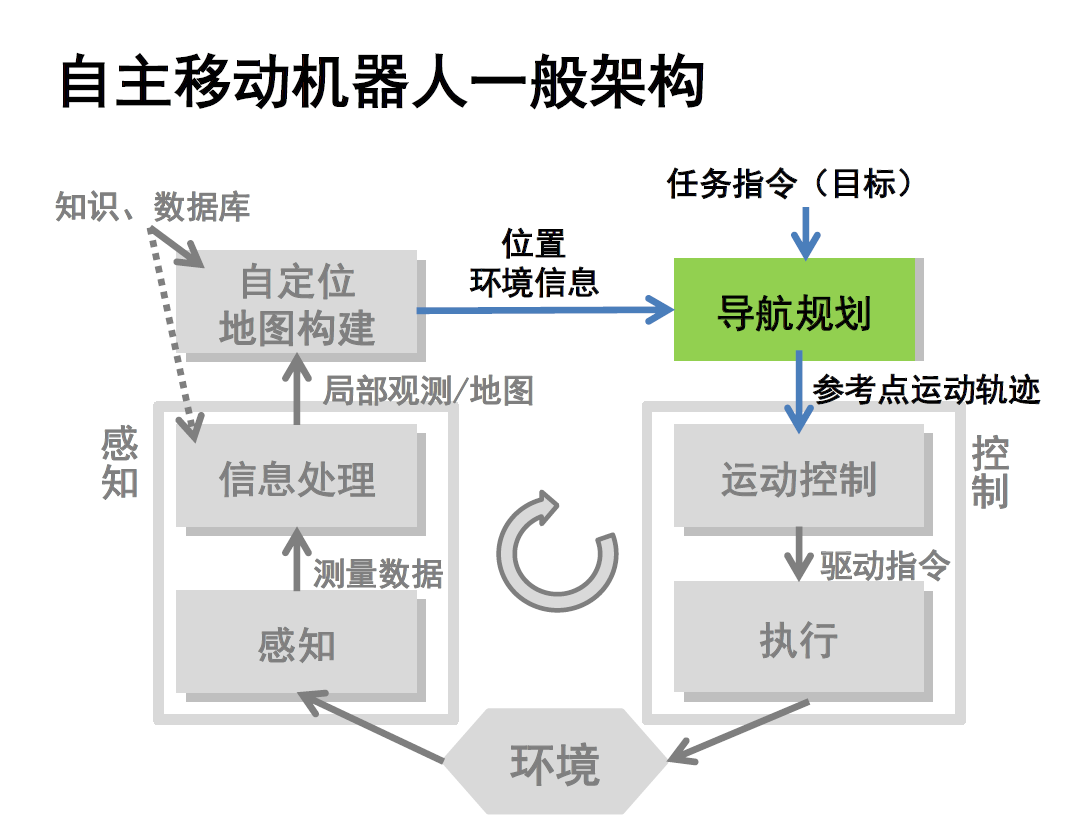 自主移动机器人一般架构
任务指令（目标）
知识、数据库
位置
环境信息
自定位
地图构建
导航规划
局部观测/地图
参考点运动轨迹
感
知
信息处理
运动控制
控
制
测量数据
驱动指令
感知
执行
环境